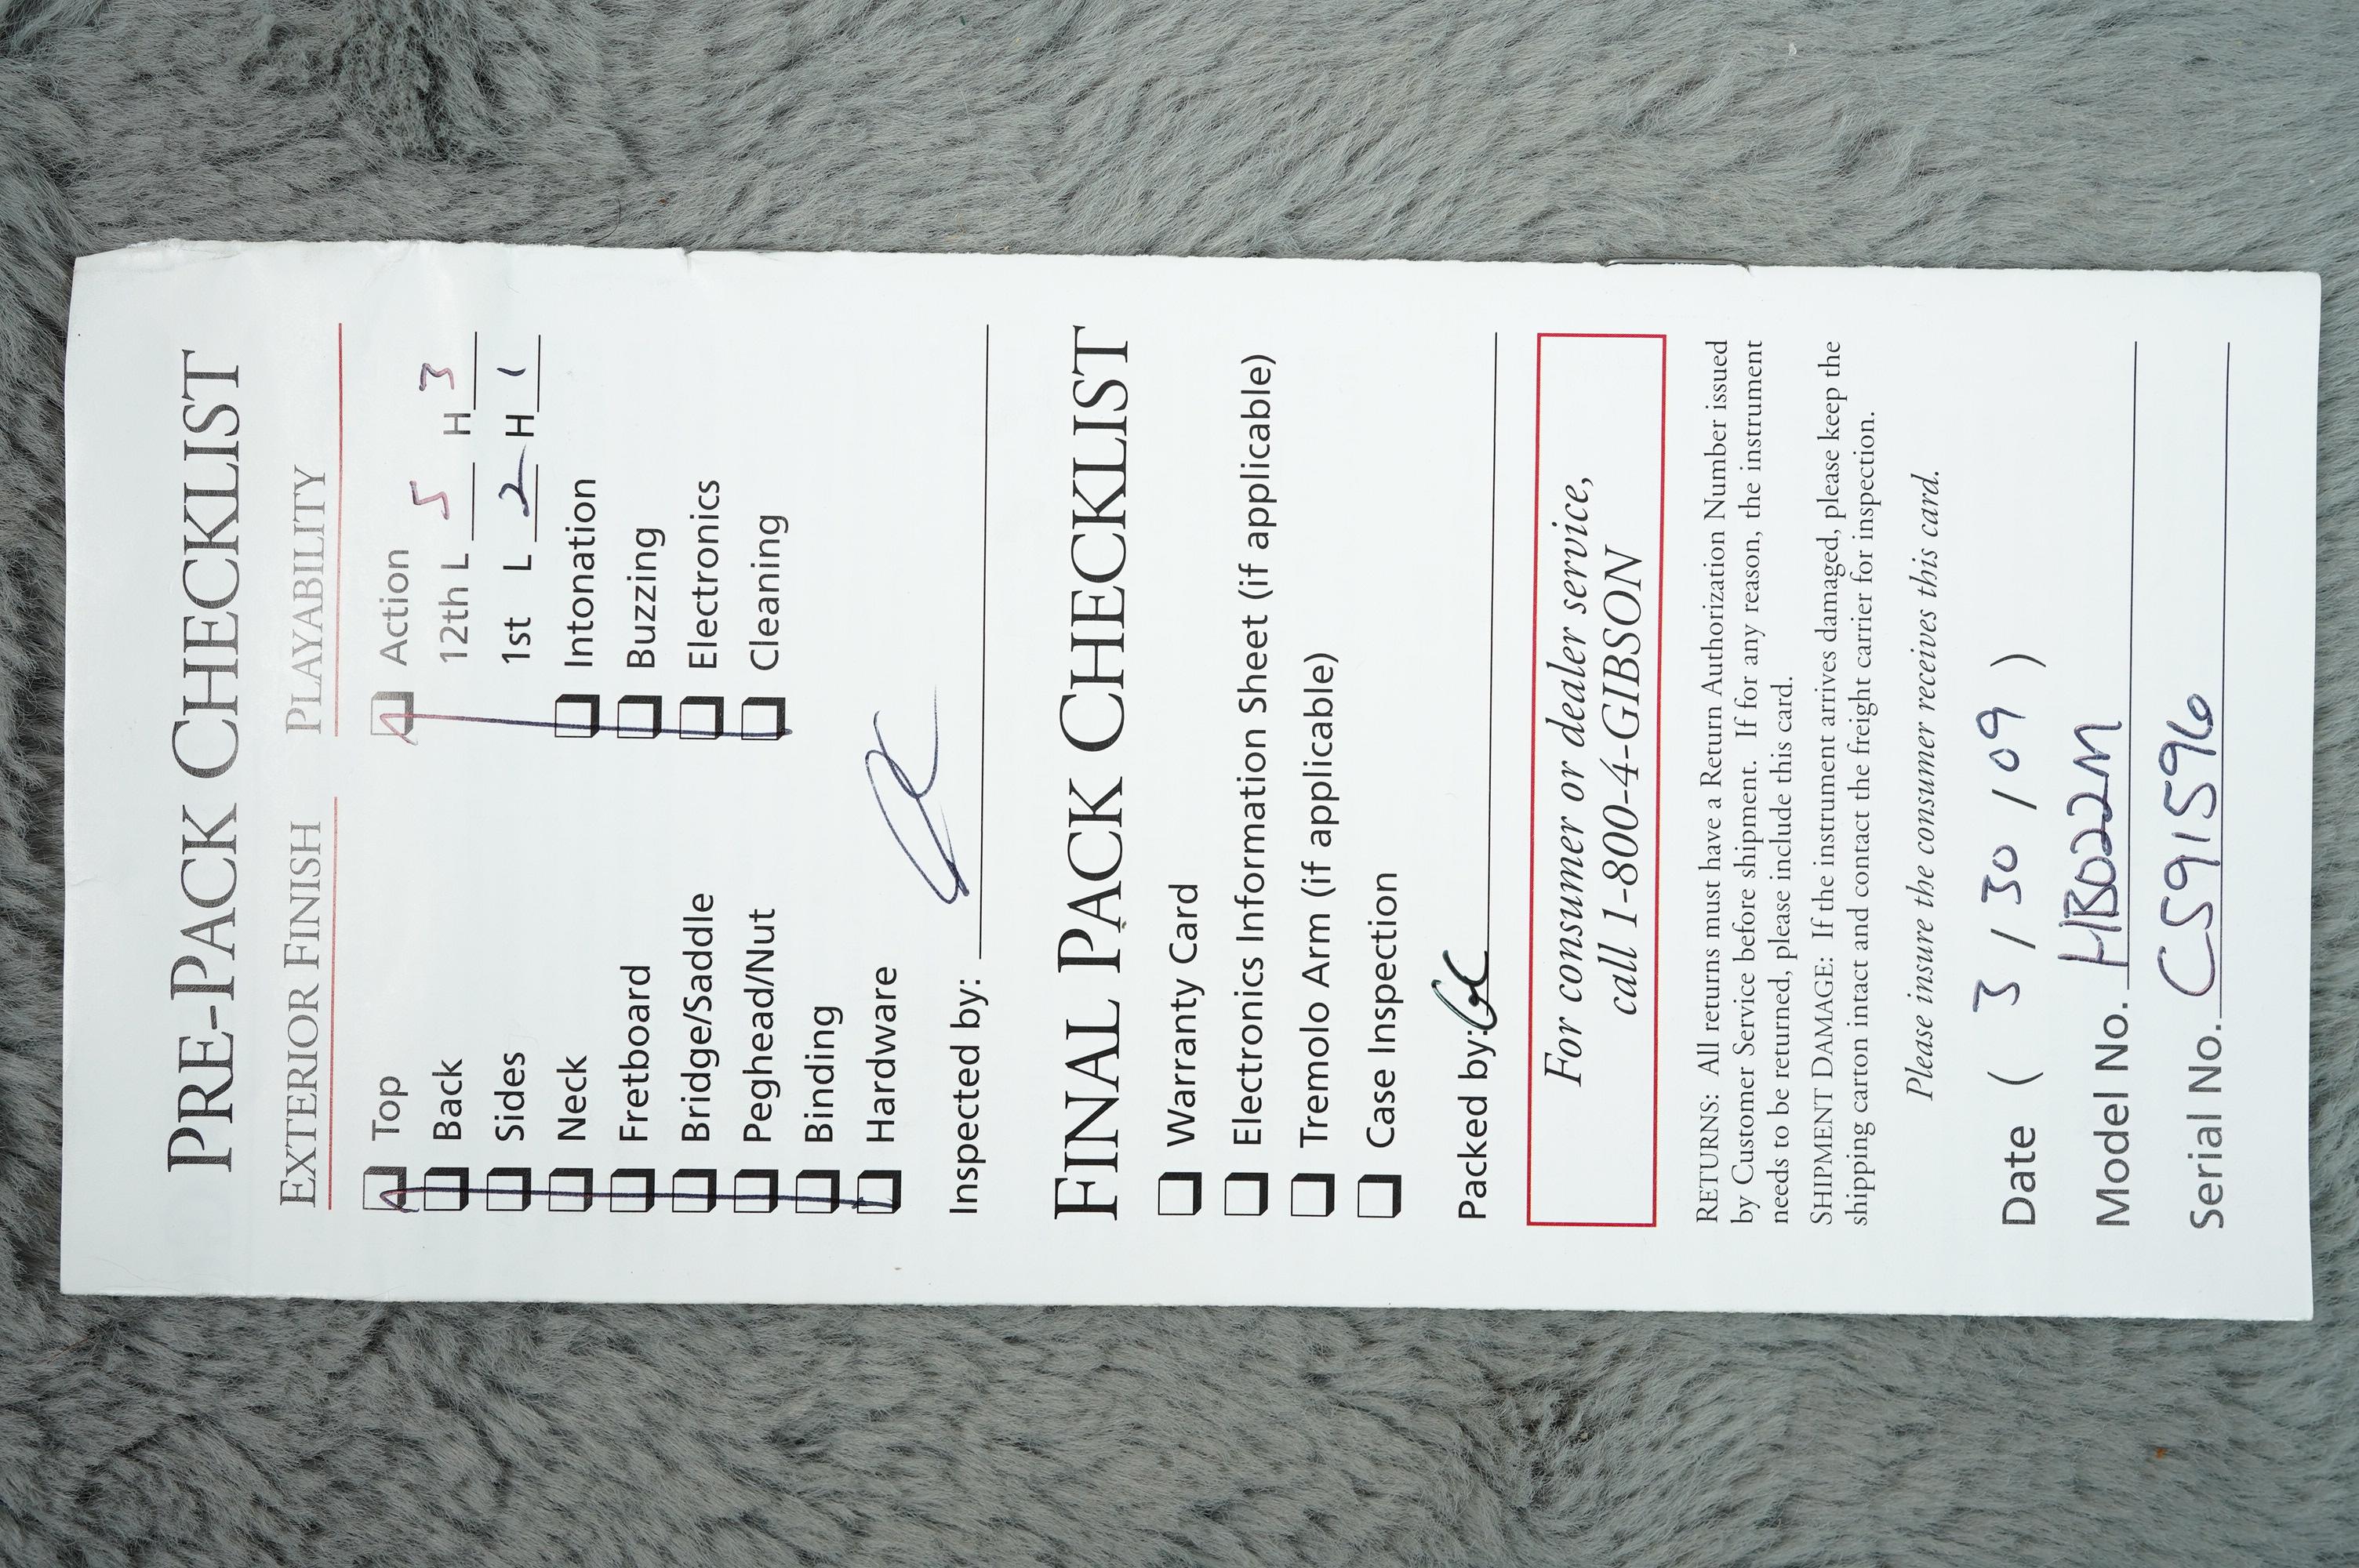 PRE-PACK CHECKLIST
EXTERIOR FINISH PLAYABILITY
Top
Back
Sides
Neck
Fretboard
Bridge/Saddle
Peghead/Nut
Binding
Hardware
Action
12th L 5 H 3
1st L 2 H 1
Intonation
Buzzing
Electronics
Cleaning
Inspected by:
FINAL PACK CHECKLIST
Warranty Card
Electronics Information Sheet (if applicable)
Tremolo Arm (if applicable)
Case Inspection
Packed by:
For consumer or dealer service,
call 1-800-4-GIBSON
RETURNS: All returns must have a Return Authorization Number issued
by Customer Service before shipment. If for any reason, the instrument
needs to be returned, please include this card.
SHIPMENT DAMAGE: If the instrument arrives damaged, please keep the
shipping carton intact and contact the freight carrier for inspection.
Please insure the consumer receives this card.
Date ( 3 / 30 / 09 )
Model No. HB022M
Serial No. CS91596